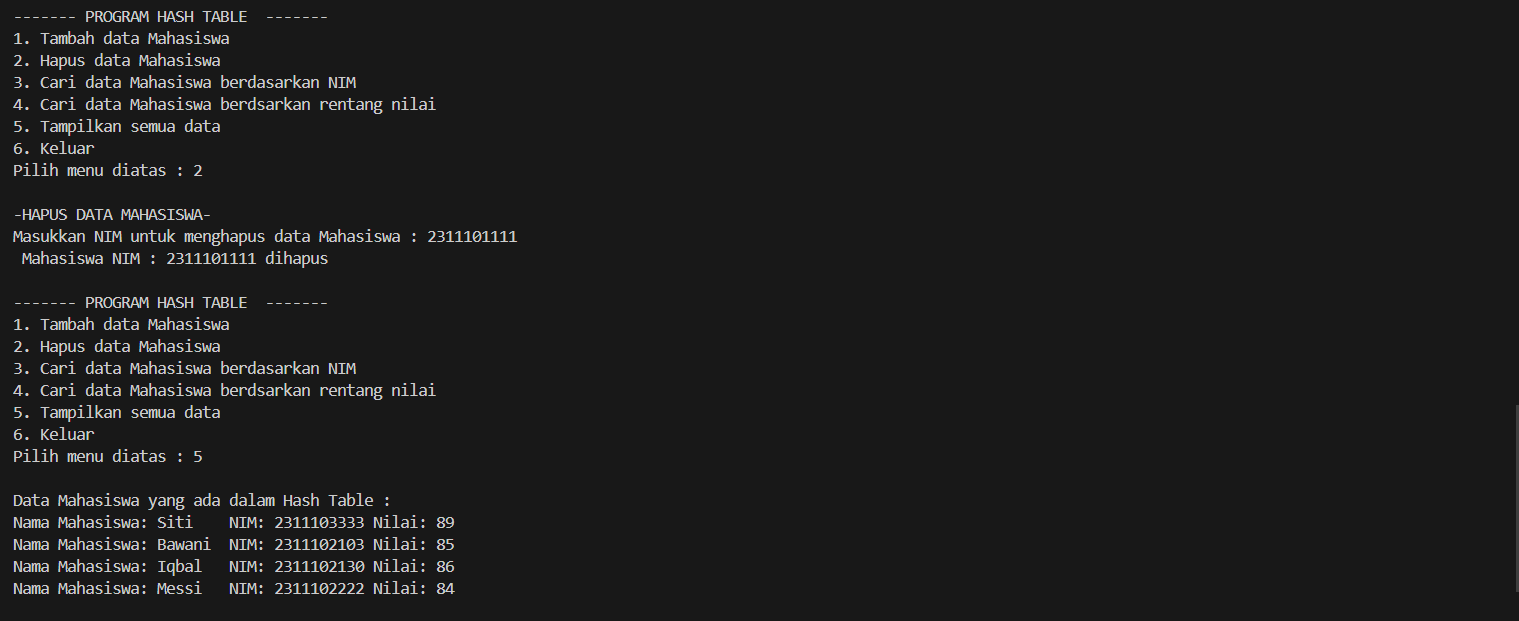 ------- PROGRAM HASH TABLE  -------
1. Tambah data Mahasiswa
2. Hapus data Mahasiswa
3. Cari data Mahasiswa berdasarkan NIM
4. Cari data Mahasiswa berdsarkan rentang nilai
5. Tampilkan semua data
6. Keluar
Pilih menu diatas : 2

-HAPUS DATA MAHASISWA-
Masukkan NIM untuk menghapus data Mahasiswa : 2311101111
 Mahasiswa NIM : 2311101111 dihapus

------- PROGRAM HASH TABLE  -------
1. Tambah data Mahasiswa
2. Hapus data Mahasiswa
3. Cari data Mahasiswa berdasarkan NIM
4. Cari data Mahasiswa berdsarkan rentang nilai
5. Tampilkan semua data
6. Keluar
Pilih menu diatas : 5

Data Mahasiswa yang ada dalam Hash Table :
Nama Mahasiswa: Siti    NIM: 2311103333 Nilai: 89
Nama Mahasiswa: Bawani  NIM: 2311102103 Nilai: 85
Nama Mahasiswa: Iqbal   NIM: 2311102130 Nilai: 86
Nama Mahasiswa: Messi   NIM: 2311102222 Nilai: 84